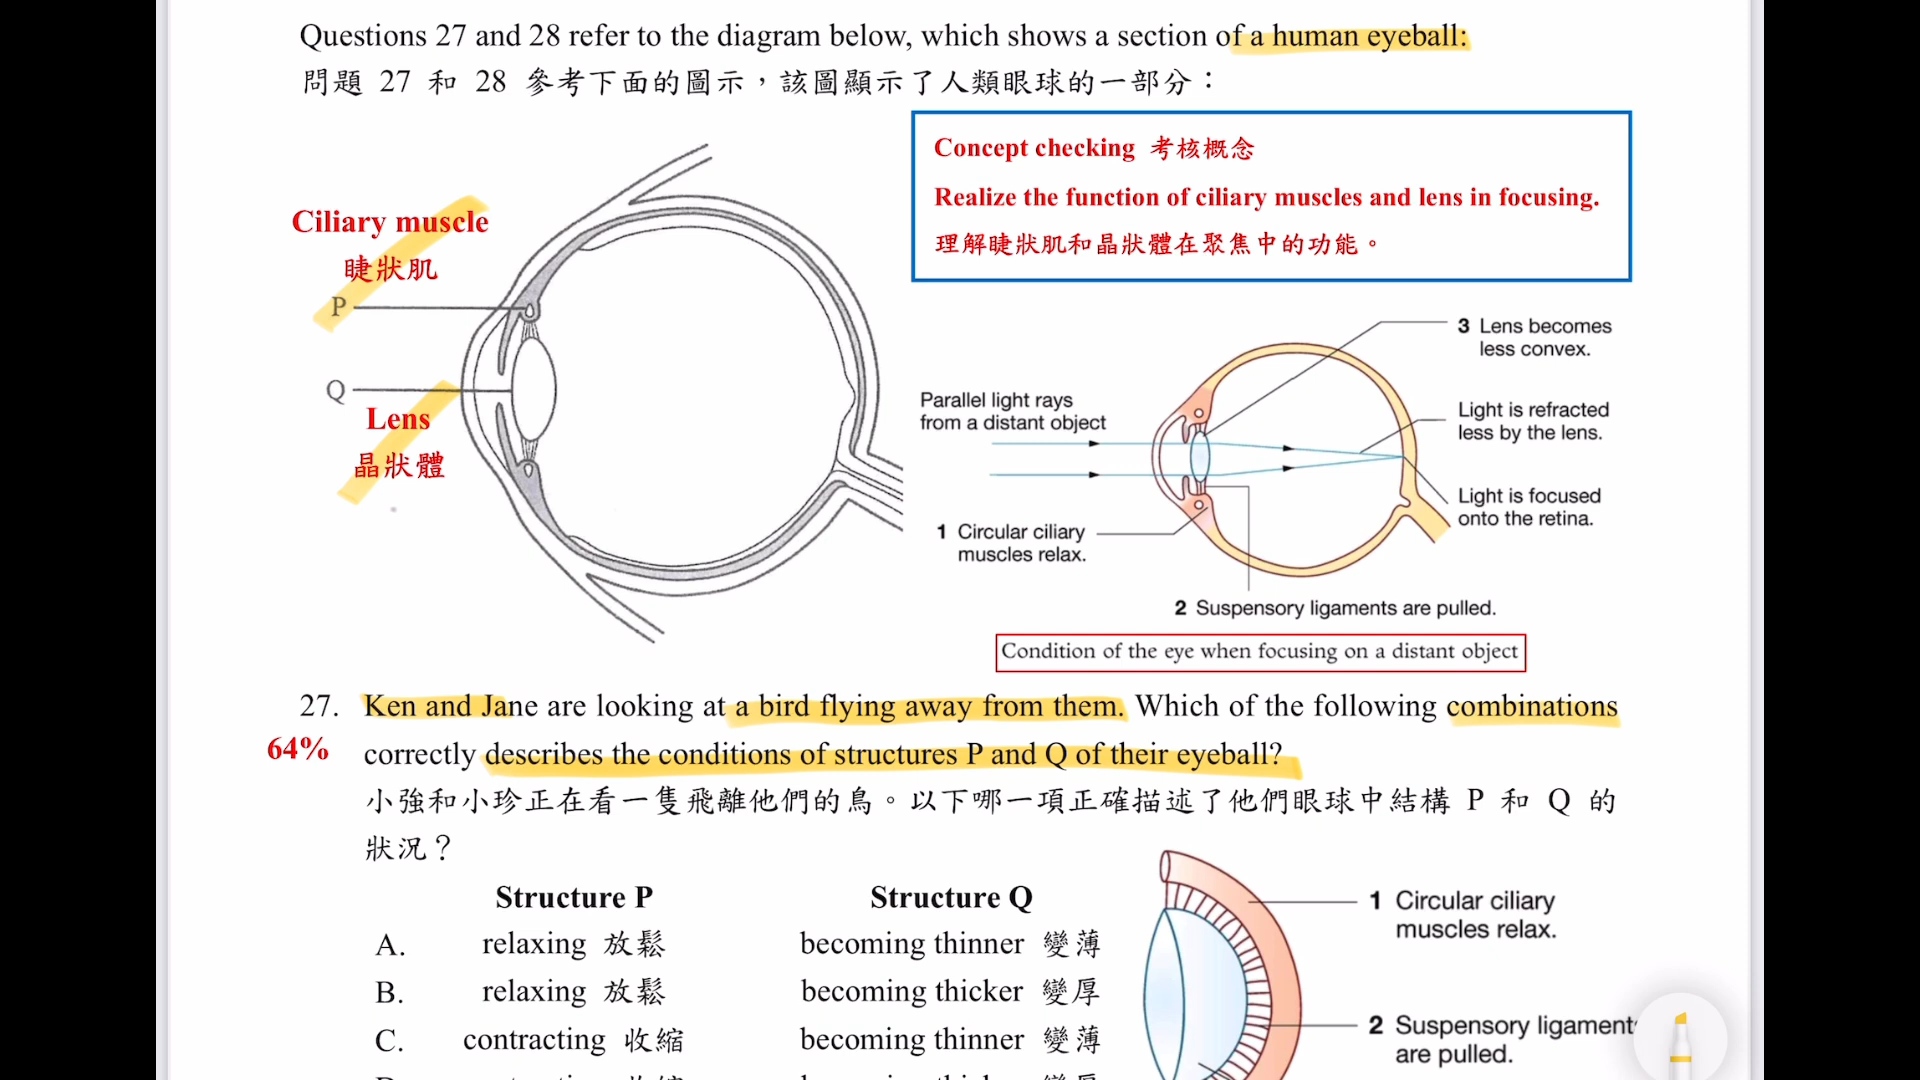 Questions 27 and 28 refer to the diagram below, which shows a section of a human eyeball:
問題 27 和 28 參考下面的圖示，該圖顯示了人類眼球的一部分：
Concept checking 考核概念
Realize the function of ciliary muscles and lens in focusing.
理解睫狀肌和晶狀體在聚焦中的功能。
Ciliary muscle
睫狀肌
P
Q
Lens
晶狀體
3 Lens becomes
less convex.
Parallel light rays
from a distant object
Light is refracted
less by the lens.
Light is focused
onto the retina.
1 Circular ciliary
muscles relax.
2 Suspensory ligaments are pulled.
Condition of the eye when focusing on a distant object
27. Ken and Jane are looking at a bird flying away from them. Which of the following combinations
64% correctly describes the conditions of structures P and Q of their eyeball?
小強和小珍正在看一隻飛離他們的鳥。以下哪一項正確描述了他們眼球中結構 P 和 Q 的
狀況？
Structure P Structure Q
A. relaxing 放鬆 becoming thinner 變薄
B. relaxing 放鬆 becoming thicker 變厚
C. contracting 收縮 becoming thinner 變薄
1 Circular ciliary
muscles relax.
2 Suspensory ligament
are pulled.